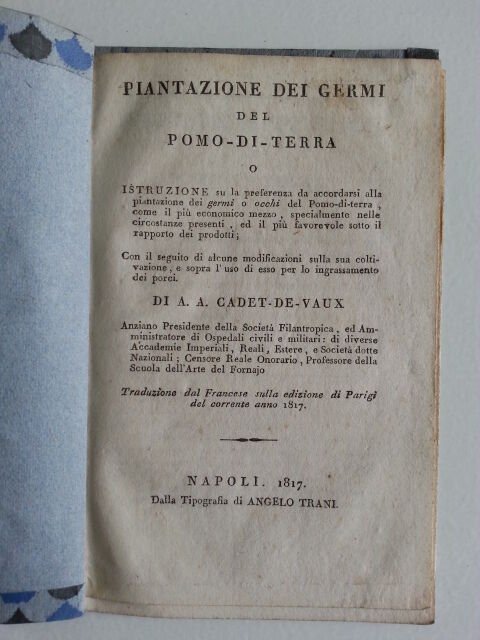 PIANTAZIONE DEI GERMI
DEL
POMO-DI-TERRA
O
ISTRUZIONE su la preferenza da accordarsi alla
piantazione dei germi o occhi del Pomo-di-terra,
come il più economico mezzo, specialmente nelle
circostanze presenti, ed il più favorevole sotto il
rapporto dei prodotti;
Con il seguito di alcune modificazioni sulla sua colti-
vazione, e sopra l'uso di esso per lo ingrassamento
dei porci.
DI A. A. CADET-DE-VAUX
Anziano Presidente della Società Filantropica, ed Am-
ministratore di Ospedali civili e militari: di diverse
Accademie Imperiali, Reali, Estere, e Società dotte
Nazionali; Censore Reale Onorario, Professore della
Scuola dell'Arte del Fornajo
Traduzione dal Francese sulla edizione di Parigi
del corrente anno 1817.
NAPOLI. 1817.
Dalla Tipografia di ANGELO TRANI.